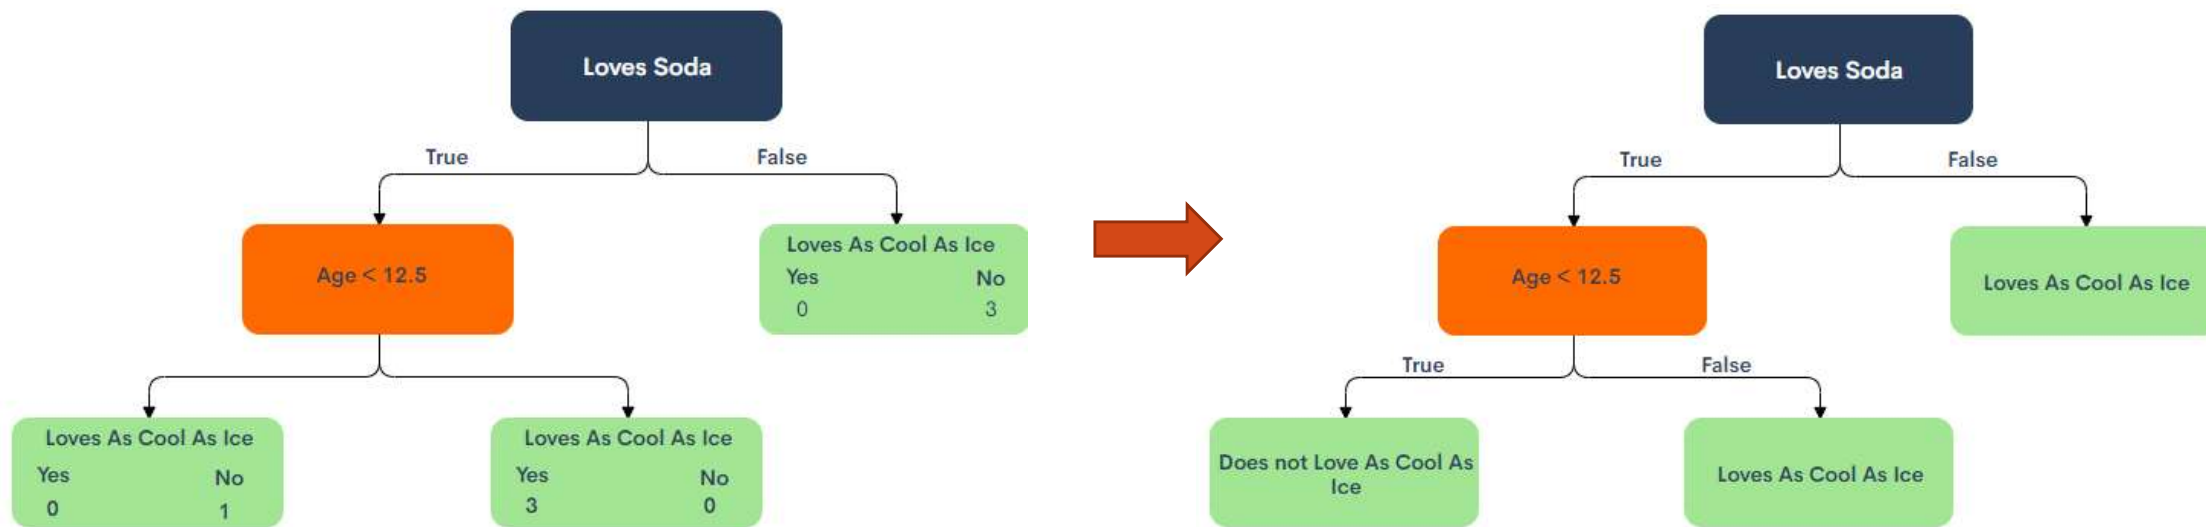 Loves Soda
True
False
Age < 12.5
Loves As Cool As Ice
Yes No
0 3
Loves As Cool As Ice
Yes No
0 1
Loves As Cool As Ice
Yes No
3 0
Loves Soda
True
False
Age < 12.5
Loves As Cool As Ice
True
False
Does not Love As Cool As
Ice
Loves As Cool As Ice